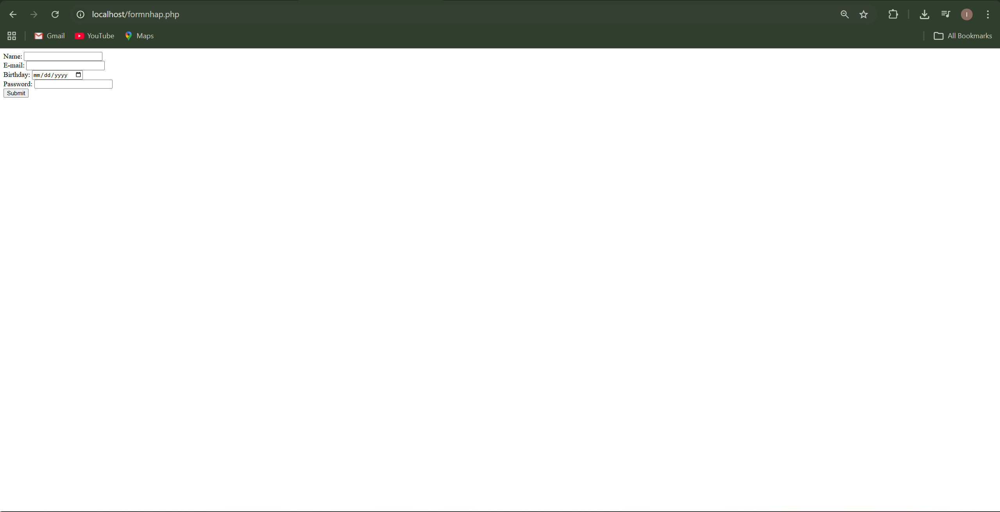 localhost/formnhap.php
I
Gmail YouTube Maps All Bookmarks
Name:
E-mail:
Birthday: mm/dd/yyyy
Password:
Submit